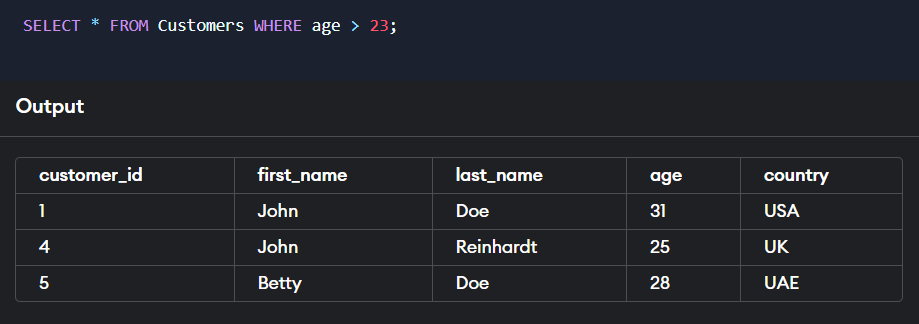 SELECT * FROM Customers WHERE age > 23;
Output
customer_id first_name last_name age country
1 John Doe 31 USA
4 John Reinhardt 25 UK
5 Betty Doe 28 UAE